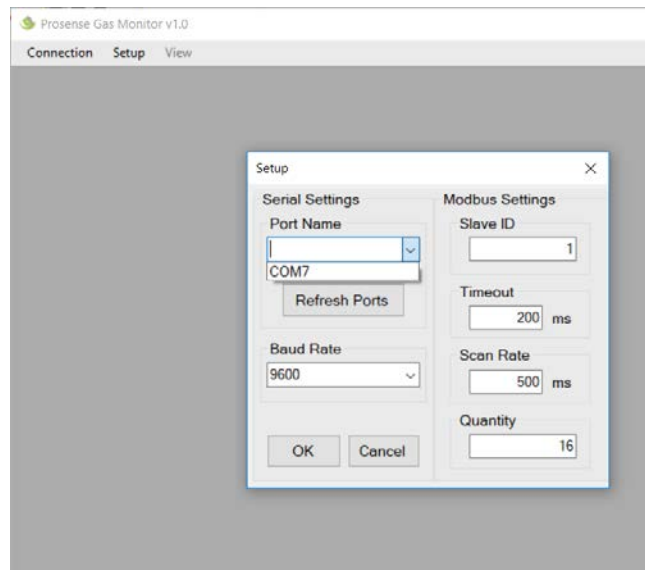 Prosense Gas Monitor v1.0
Connection Setup View
Setup
Serial Settings
Port Name
COM7
Refresh Ports
Baud Rate
9600
OK Cancel
Modbus Settings
Slave ID
1
Timeout
200 ms
Scan Rate
500 ms
Quantity
16